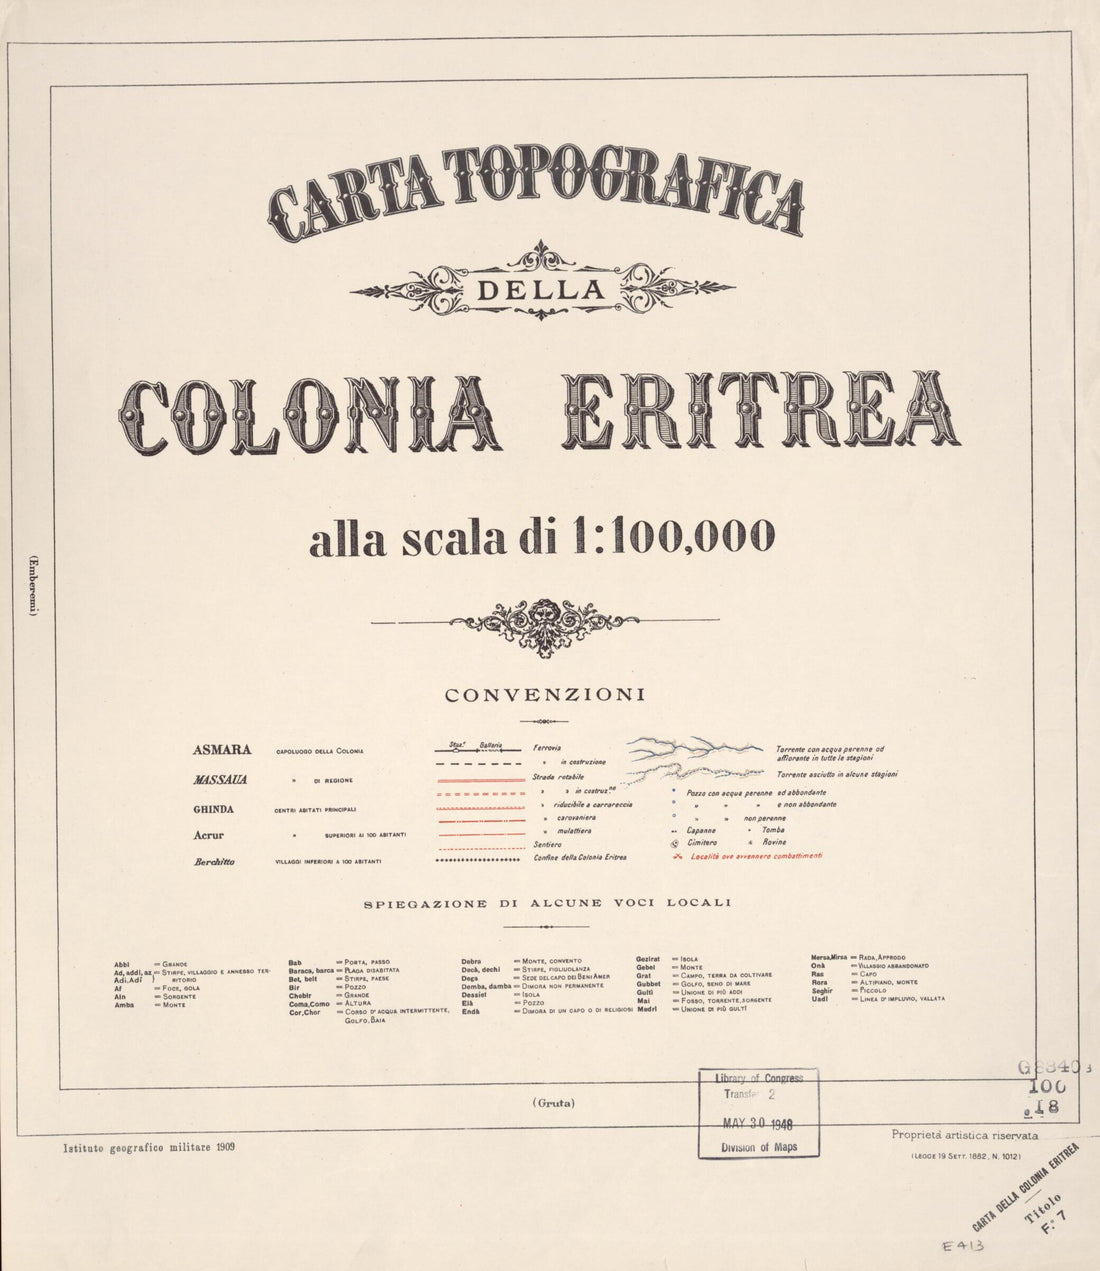 CARTA TOPOGRAFICA
DELLA
COLONIA ERITREA
alla scala di 1:100,000
(Emberemi)
CONVENZIONI
ASMARA CAPOLUOGO DELLA COLONIA
MASSAUA » DI REGIONE
GHINDA CENTRI ABITATI PRINCIPALI
Acrur » SUPERIORI AI 100 ABITANTI
Berchitto VILLAGGI INFERIORI A 100 ABITANTI
Staz.e Galleria Ferrovia
» in costruzione
Strada rotabile
» » in costruz.ne
» riducibile a carrareccia
» carovaniera
» mulattiera
Sentiero
Confine della Colonia Eritrea
Torrente con acqua perenne od
affiorante in tutte le stagioni
Torrente asciutto in alcune stagioni
Pozzo con acqua perenne ed abbondante
» » » e non abbondante
» » non perenne
Capanne Tomba
Cimitero Rovine
Località ove avvennero combattimenti
SPIEGAZIONE DI ALCUNE VOCI LOCALI
Abbi = GRANDE
Ad, addi, az = STIRPE, VILLAGGIO E ANNESSO TER-
Adi, Adi ) RITORIO
Af = FOCE, GOLA
Ain = SORGENTE
Amba = MONTE
Bab = PORTA, PASSO
Baraca, barca = PLAGA DISABITATA
Bet, beit = STIRPE, PAESE
Bir = POZZO
Chebir = GRANDE
Coma, Como = ALTURA
Cor, Chor = CORSO D'ACQUA INTERMITTENTE,
GOLFO, BAIA
Debra = MONTE, CONVENTO
Decà, dechi = STIRPE, FIGLIUOLANZA
Dega = SEDE DEL CAPO DEI BENI AMER
Demba, damba = DIMORA NON PERMANENTE
Dessiet = ISOLA
Elà = POZZO
Endà = DIMORA DI UN CAPO O DI RELIGIOSI
Gezirat = ISOLA
Gebel = MONTE
Grat = CAMPO, TERRA DA COLTIVARE
Gubbet = GOLFO, SENO DI MARE
Gulti = UNIONE DI PIÙ ADDI
Mai = FOSSO, TORRENTE, SORGENTE
Medri = UNIONE DI PIÙ GULTÌ
Mersa, Mirsa = RADA, APPRODO
Onà = VILLAGGIO ABBANDONATO
Ras = CAPO
Rora = ALTIPIANO, MONTE
Seghir = PICCOLO
Uadi = LINEA D'IMPLUVIO, VALLATA
(Gruta)
Library of Congress
Transfer 2
MAY 30 1948
Division of Maps
G8340
100
.I8
Istituto geografico militare 1909
Proprietà artistica riservata
(LEGGE 19 SETT. 1882, N. 1012)
CARTA DELLA COLONIA ERITREA
Titolo
F.° 7
E413